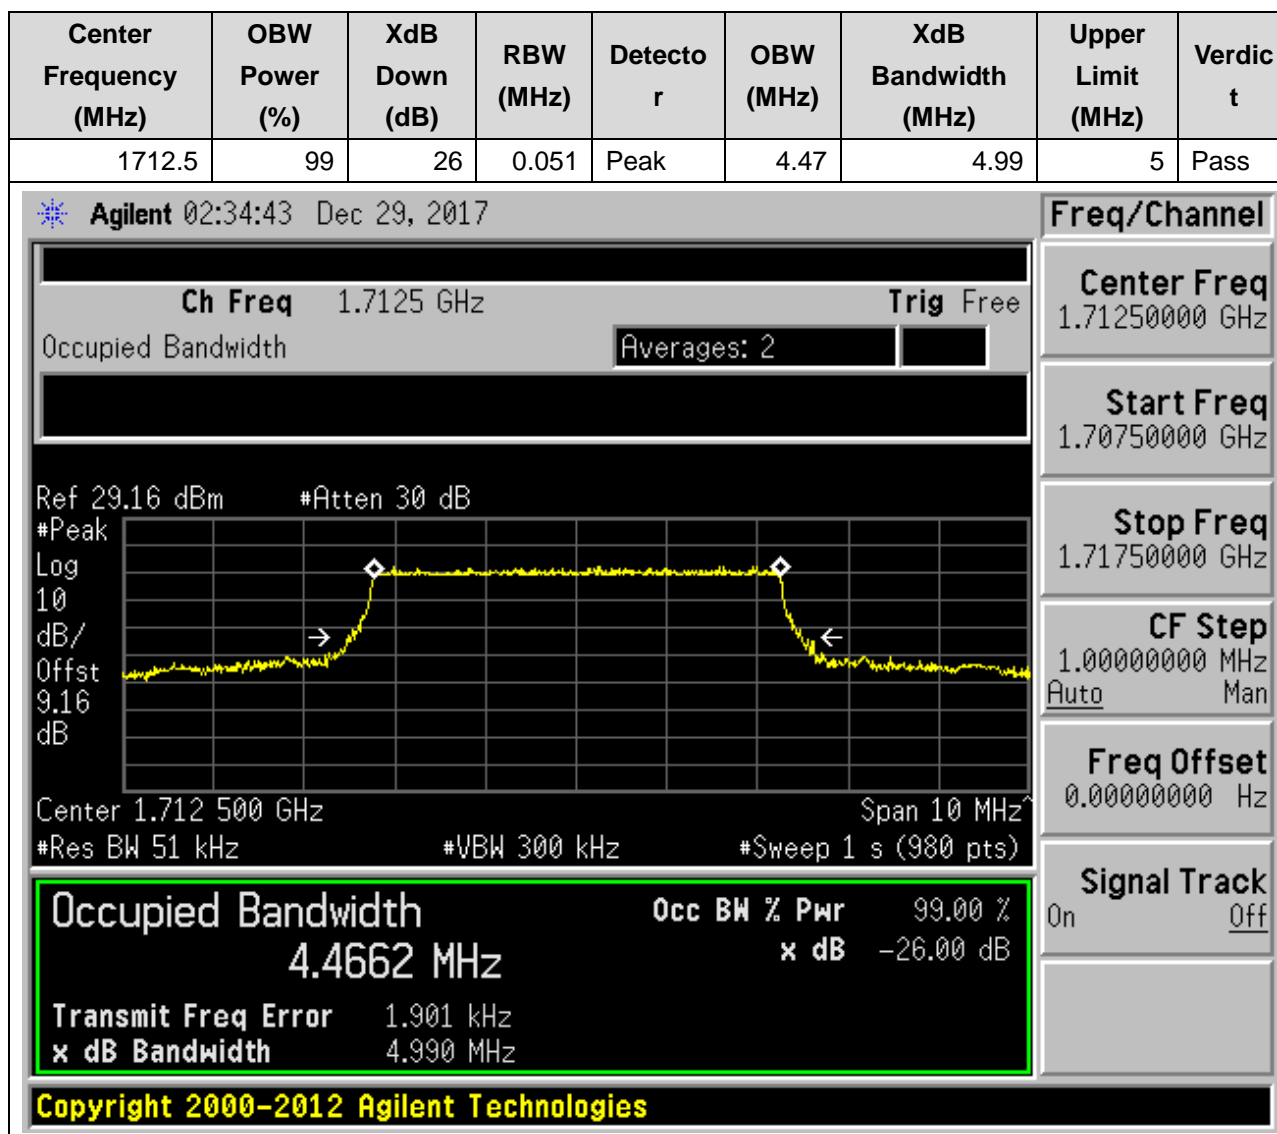 Center Frequency (MHz) OBW Power (%) XdB Down (dB) RBW (MHz) Detecto r OBW (MHz) XdB Bandwidth (MHz) Upper Limit (MHz) Verdic t
1712.5 99 26 0.051 Peak 4.47 4.99 5 Pass
Agilent 02:34:43 Dec 29, 2017
Freq/Channel
Ch Freq 1.7125 GHz Trig Free
Occupied Bandwidth Averages: 2
Ref 29.16 dBm #Atten 30 dB
#Peak
Log
10
dB/
Offst
9.16
dB
Center 1.712 500 GHz Span 10 MHz^
#Res BW 51 kHz #VBW 300 kHz #Sweep 1 s (980 pts)
Occupied Bandwidth Occ BW % Pwr 99.00 %
4.4662 MHz x dB -26.00 dB
Transmit Freq Error 1.901 kHz
x dB Bandwidth 4.990 MHz
Center Freq
1.71250000 GHz
Start Freq
1.70750000 GHz
Stop Freq
1.71750000 GHz
CF Step
1.00000000 MHz
Auto Man
Freq Offset
0.00000000 Hz
Signal Track
On Off
Copyright 2000-2012 Agilent Technologies